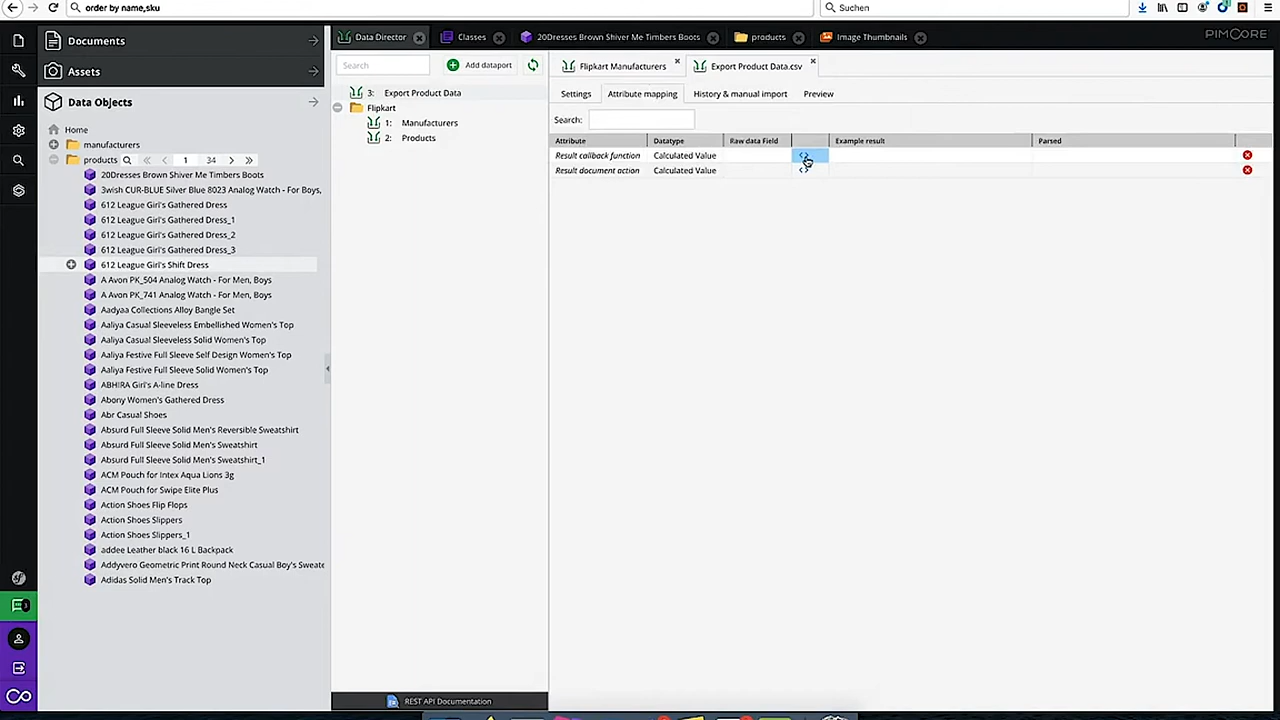 order by name,sku
Suchen
Documents
Assets
Data Objects
Home
manufacturers
products
1
34
20Dresses Brown Shiver Me Timbers Boots
3wish CUR-BLUE Silver Blue 8023 Analog Watch - For Boys,
612 League Girl's Gathered Dress
612 League Girl's Gathered Dress_1
612 League Girl's Gathered Dress_2
612 League Girl's Gathered Dress_3
612 League Girl's Shift Dress
A Avon PK_504 Analog Watch - For Men, Boys
A Avon PK_741 Analog Watch - For Men, Boys
Aadyaa Collections Alloy Bangle Set
Aaliya Casual Sleeveless Embellished Women's Top
Aaliya Casual Sleeveless Solid Women's Top
Aaliya Festive Full Sleeve Self Design Women's Top
Aaliya Festive Full Sleeve Solid Women's Top
ABHIRA Girl's A-line Dress
Abony Women's Gathered Dress
Abr Casual Shoes
Absurd Full Sleeve Solid Men's Reversible Sweatshirt
Absurd Full Sleeve Solid Men's Sweatshirt
Absurd Full Sleeve Solid Men's Sweatshirt_1
ACM Pouch for Intex Aqua Lions 3g
ACM Pouch for Swipe Elite Plus
Action Shoes Flip Flops
Action Shoes Slippers
Action Shoes Slippers_1
addee Leather black 16 L Backpack
Addyvero Geometric Print Round Neck Casual Boy's Sweate
Adidas Solid Men's Track Top
Data Director
Classes
20Dresses Brown Shiver Me Timbers Boots
products
Image Thumbnails
PIMCORE
Search
Add dataport
3: Export Product Data
Flipkart
1: Manufacturers
2: Products
REST API Documentation
Flipkart Manufacturers
Export Product Data.csv
Settings
Attribute mapping
History & manual import
Preview
Search:
Attribute Datatype Raw data Field Example result Parsed
Result callback function Calculated Value
Result document action Calculated Value